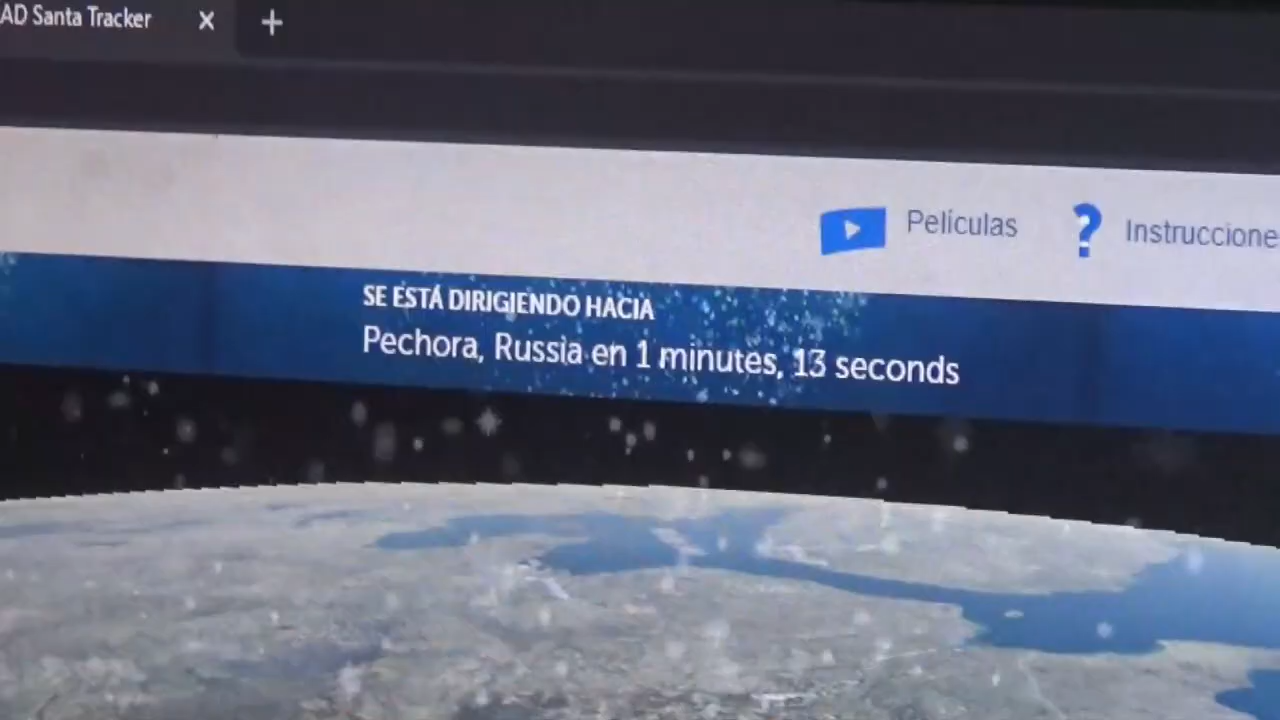 AD Santa Tracker
Películas
Instruccione
SE ESTÁ DIRIGIENDO HACIA
Pechora, Russia en 1 minutes, 13 seconds